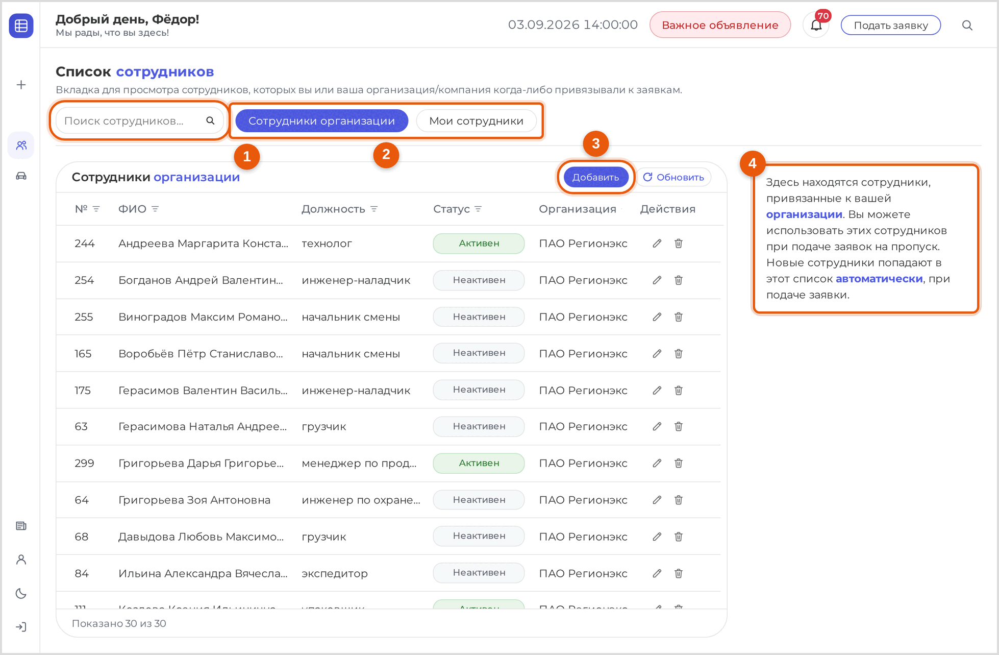 Добрый день, Фёдор!
Мы рады, что вы здесь!
03.09.2026 14:00:00
Важное объявление
70
Подать заявку
Список сотрудников
Вкладка для просмотра сотрудников, которых вы или ваша организация/компания когда-либо привязывали к заявкам.
Поиск сотрудников...
Сотрудники организации
Мои сотрудники
1
2
3
4
Сотрудники организации
Добавить
Обновить
№ ФИО Должность Статус Организация Действия
244 Андреева Маргарита Конста... технолог Активен ПАО Регионэкс
254 Богданов Андрей Валентин... инженер-наладчик Неактивен ПАО Регионэкс
255 Виноградов Максим Романо... начальник смены Неактивен ПАО Регионэкс
165 Воробьёв Пётр Станиславо... начальник смены Неактивен ПАО Регионэкс
175 Герасимов Валентин Василь... инженер-наладчик Неактивен ПАО Регионэкс
63 Герасимова Наталья Андрее... грузчик Неактивен ПАО Регионэкс
299 Григорьева Дарья Григорье... менеджер по прод... Активен ПАО Регионэкс
64 Григорьева Зоя Антоновна инженер по охране... Неактивен ПАО Регионэкс
68 Давыдова Любовь Максимо... грузчик Неактивен ПАО Регионэкс
84 Ильина Александра Вячесла... экспедитор Неактивен ПАО Регионэкс
Активен ПАО Регионэкс
Показано 30 из 30
Здесь находятся сотрудники,
привязанные к вашей
организации. Вы можете
использовать этих сотрудников
при подаче заявок на пропуск.
Новые сотрудники попадают в
этот список автоматически, при
подаче заявки.